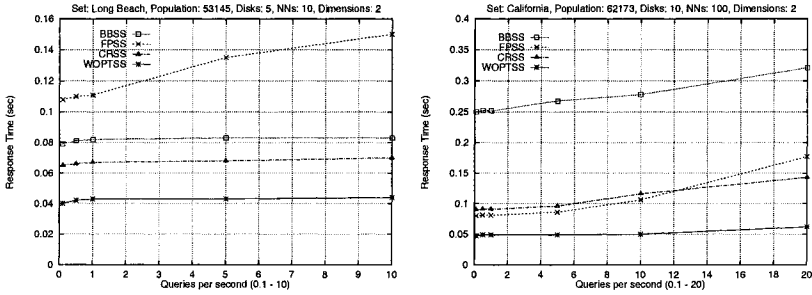 Set: Long Beach, Population: 53145, Disks: 5, NNs: 10, Dimensions: 2
0.16
0.14
0.12
0.1
0.08
0.06
0.04
0.02
0
Response Time (sec)
BBSS
FPSS
CRSS
WOPTSS
0 1 2 3 4 5 6 7 8 9 10
Queries per second (0.1 - 10)
Set: California, Population: 62173, Disks: 10, NNs: 100, Dimensions: 2
0.4
0.35
0.3
0.25
0.2
0.15
0.1
0.05
0
Response Time (sec)
BBSS
FPSS
CRSS
WOPTSS
0 2 4 6 8 10 12 14 16 18 20
Queries per second (0.1 - 20)